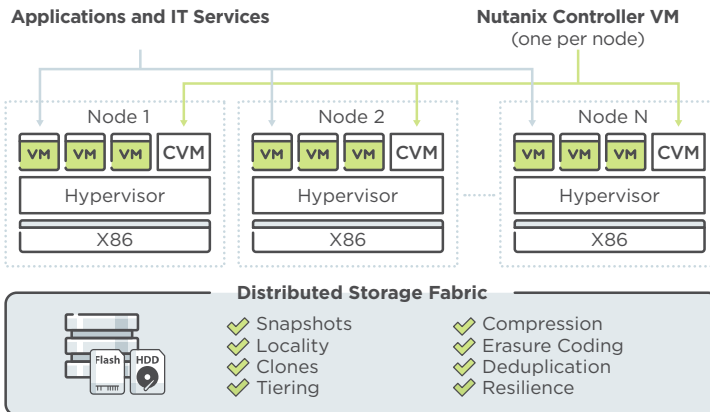 Applications and IT Services
Nutanix Controller VM
(one per node)
Node 1
Node 2
Node N
VM VM VM CVM
VM VM VM CVM
VM VM VM CVM
Hypervisor
Hypervisor
Hypervisor
X86
X86
X86
Distributed Storage Fabric
Flash
HDD
Snapshots
Locality
Clones
Tiering
Compression
Erasure Coding
Deduplication
Resilience